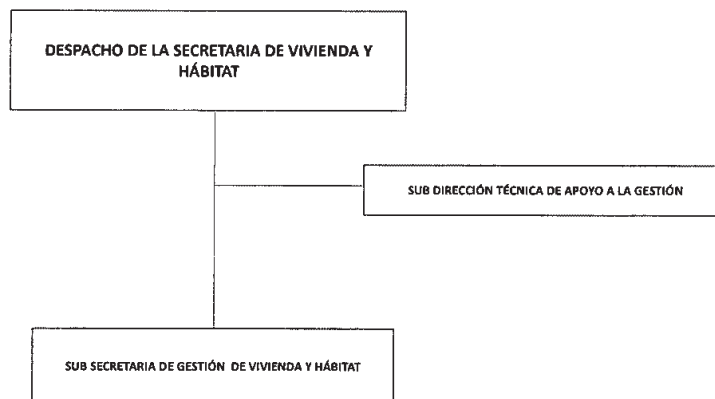 DESPACHO DE LA SECRETARIA DE VIVIENDA Y
HÁBITAT
SUB DIRECCIÓN TÉCNICA DE APOYO A LA GESTIÓN
SUB SECRETARIA DE GESTIÓN DE VIVIENDA Y HÁBITAT